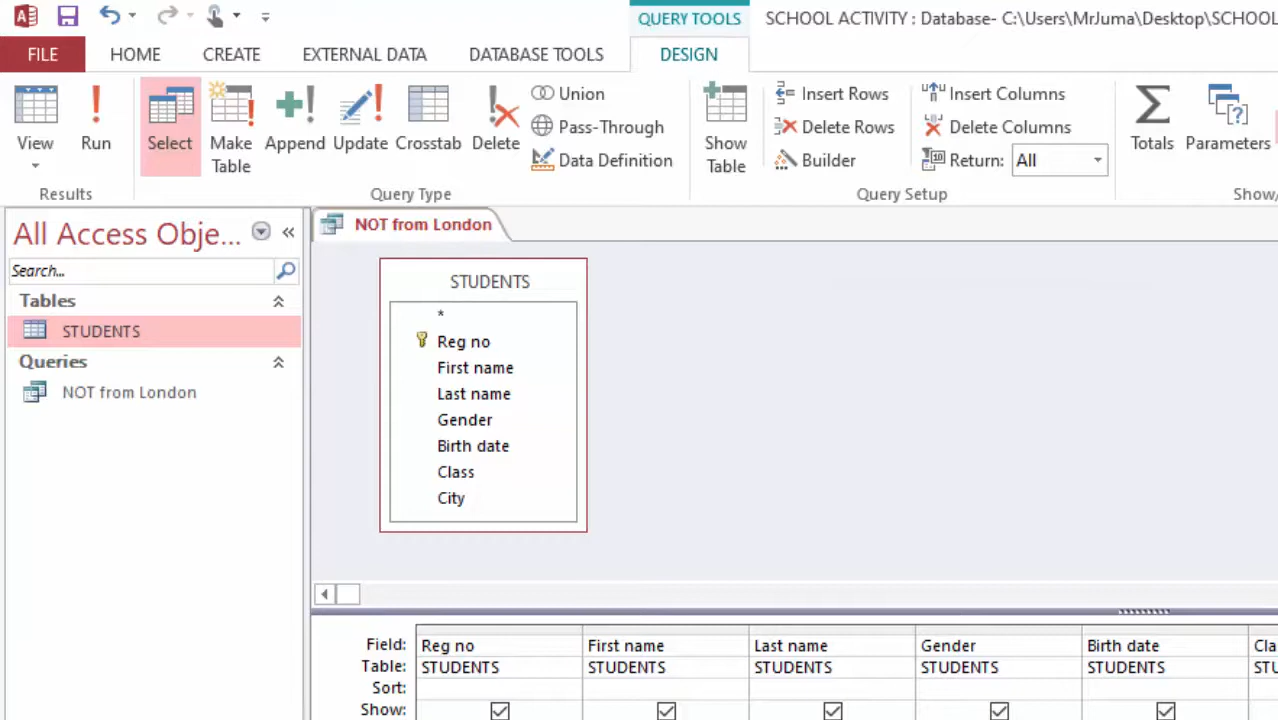 QUERY TOOLS
SCHOOL ACTIVITY : Database- C:\Users\MrJuma\Desktop\SCHOOL
FILE HOME CREATE EXTERNAL DATA DATABASE TOOLS DESIGN
View
Run
Select
Make Table
Append
Update
Crosstab
Delete
Union
Pass-Through
Data Definition
Show Table
Insert Rows
Delete Rows
Builder
Insert Columns
Delete Columns
Return: All
Totals
Parameters
Results Query Type Query Setup Show/
All Access Obje...
Search...
Tables
STUDENTS
Queries
NOT from London
NOT from London
STUDENTS
*
Reg no
First name
Last name
Gender
Birth date
Class
City
Field: Reg no First name Last name Gender Birth date Cla
Table: STUDENTS STUDENTS STUDENTS STUDENTS STUDENTS STU
Sort:
Show: